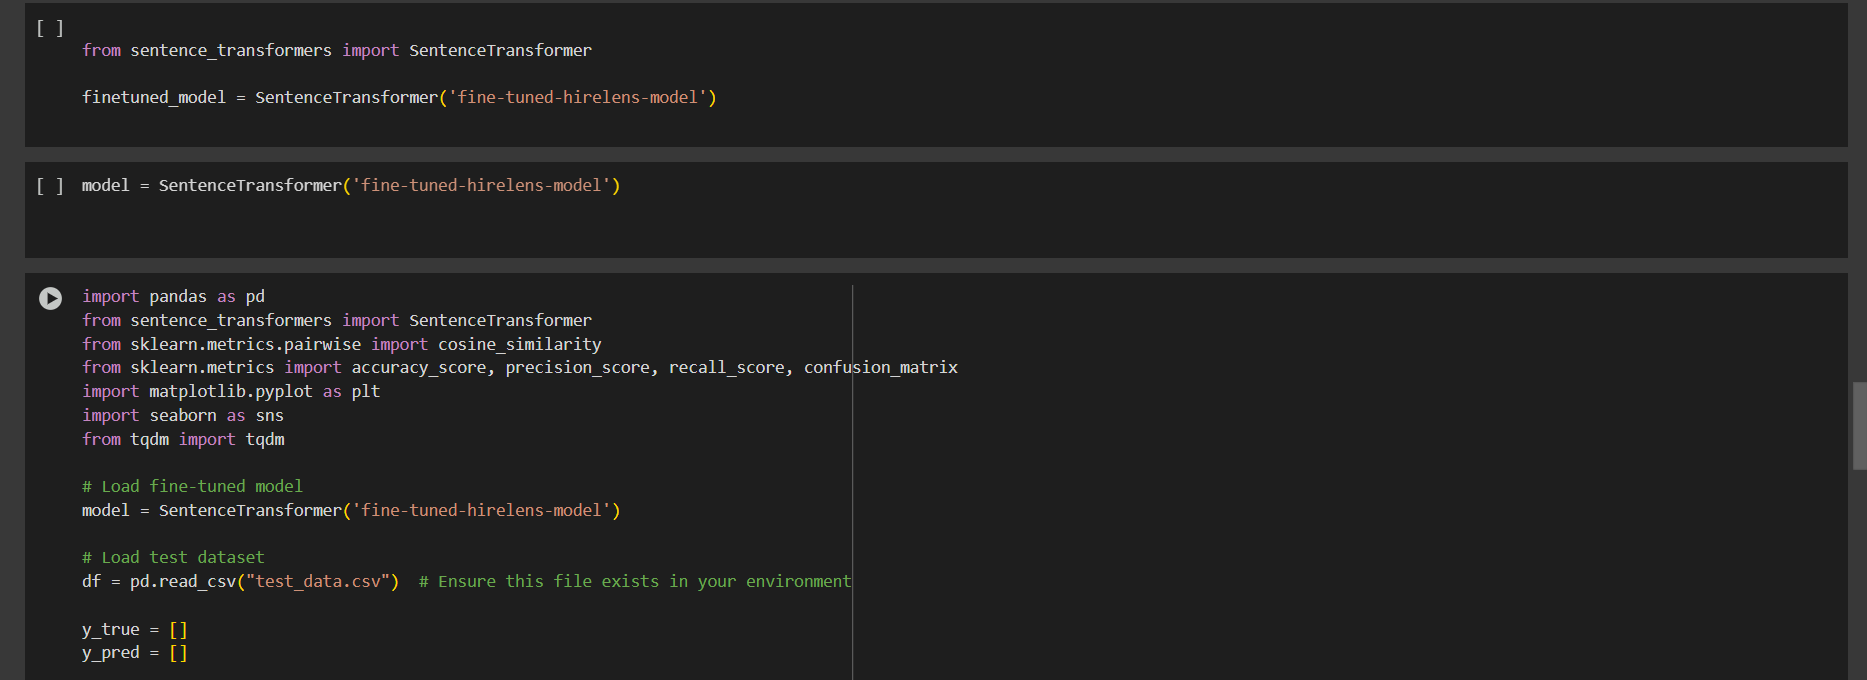 [ ]
from sentence_transformers import SentenceTransformer
finetuned_model = SentenceTransformer('fine-tuned-hirelens-model')
[ ] model = SentenceTransformer('fine-tuned-hirelens-model')
import pandas as pd
from sentence_transformers import SentenceTransformer
from sklearn.metrics.pairwise import cosine_similarity
from sklearn.metrics import accuracy_score, precision_score, recall_score, confusion_matrix
import matplotlib.pyplot as plt
import seaborn as sns
from tqdm import tqdm
# Load fine-tuned model
model = SentenceTransformer('fine-tuned-hirelens-model')
# Load test dataset
df = pd.read_csv("test_data.csv")  # Ensure this file exists in your environment
y_true = []
y_pred = []